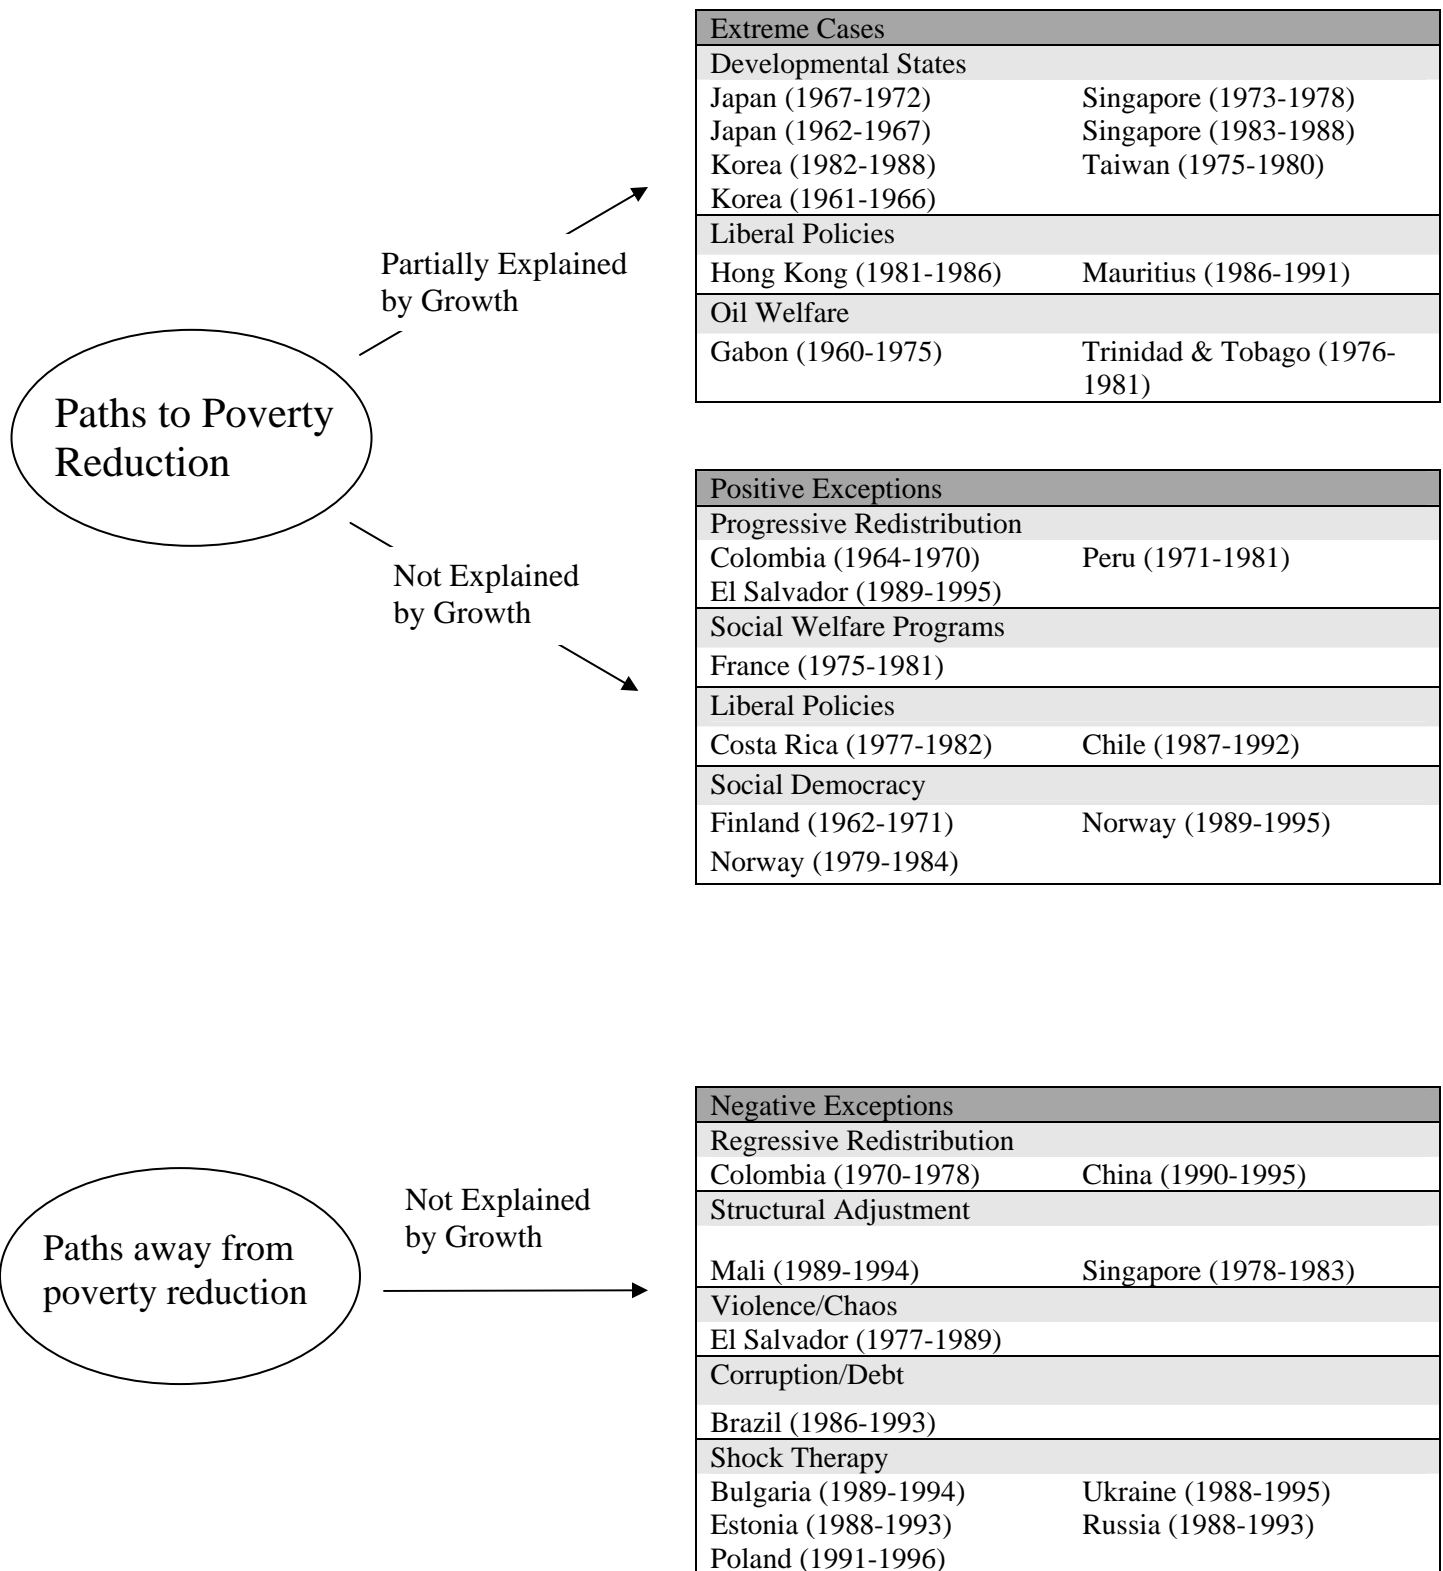 Extreme Cases
Developmental States
Japan (1967-1972) Singapore (1973-1978)
Japan (1962-1967) Singapore (1983-1988)
Korea (1982-1988) Taiwan (1975-1980)
Korea (1961-1966)
Liberal Policies
Hong Kong (1981-1986) Mauritius (1986-1991)
Oil Welfare
Gabon (1960-1975) Trinidad & Tobago (1976-
1981)
Partially Explained
by Growth
Paths to Poverty
Reduction
Not Explained
by Growth
Positive Exceptions
Progressive Redistribution
Colombia (1964-1970) Peru (1971-1981)
El Salvador (1989-1995)
Social Welfare Programs
France (1975-1981)
Liberal Policies
Costa Rica (1977-1982) Chile (1987-1992)
Social Democracy
Finland (1962-1971) Norway (1989-1995)
Norway (1979-1984)
Paths away from
poverty reduction
Not Explained
by Growth
Negative Exceptions
Regressive Redistribution
Colombia (1970-1978) China (1990-1995)
Structural Adjustment
Mali (1989-1994) Singapore (1978-1983)
Violence/Chaos
El Salvador (1977-1989)
Corruption/Debt
Brazil (1986-1993)
Shock Therapy
Bulgaria (1989-1994) Ukraine (1988-1995)
Estonia (1988-1993) Russia (1988-1993)
Poland (1991-1996)